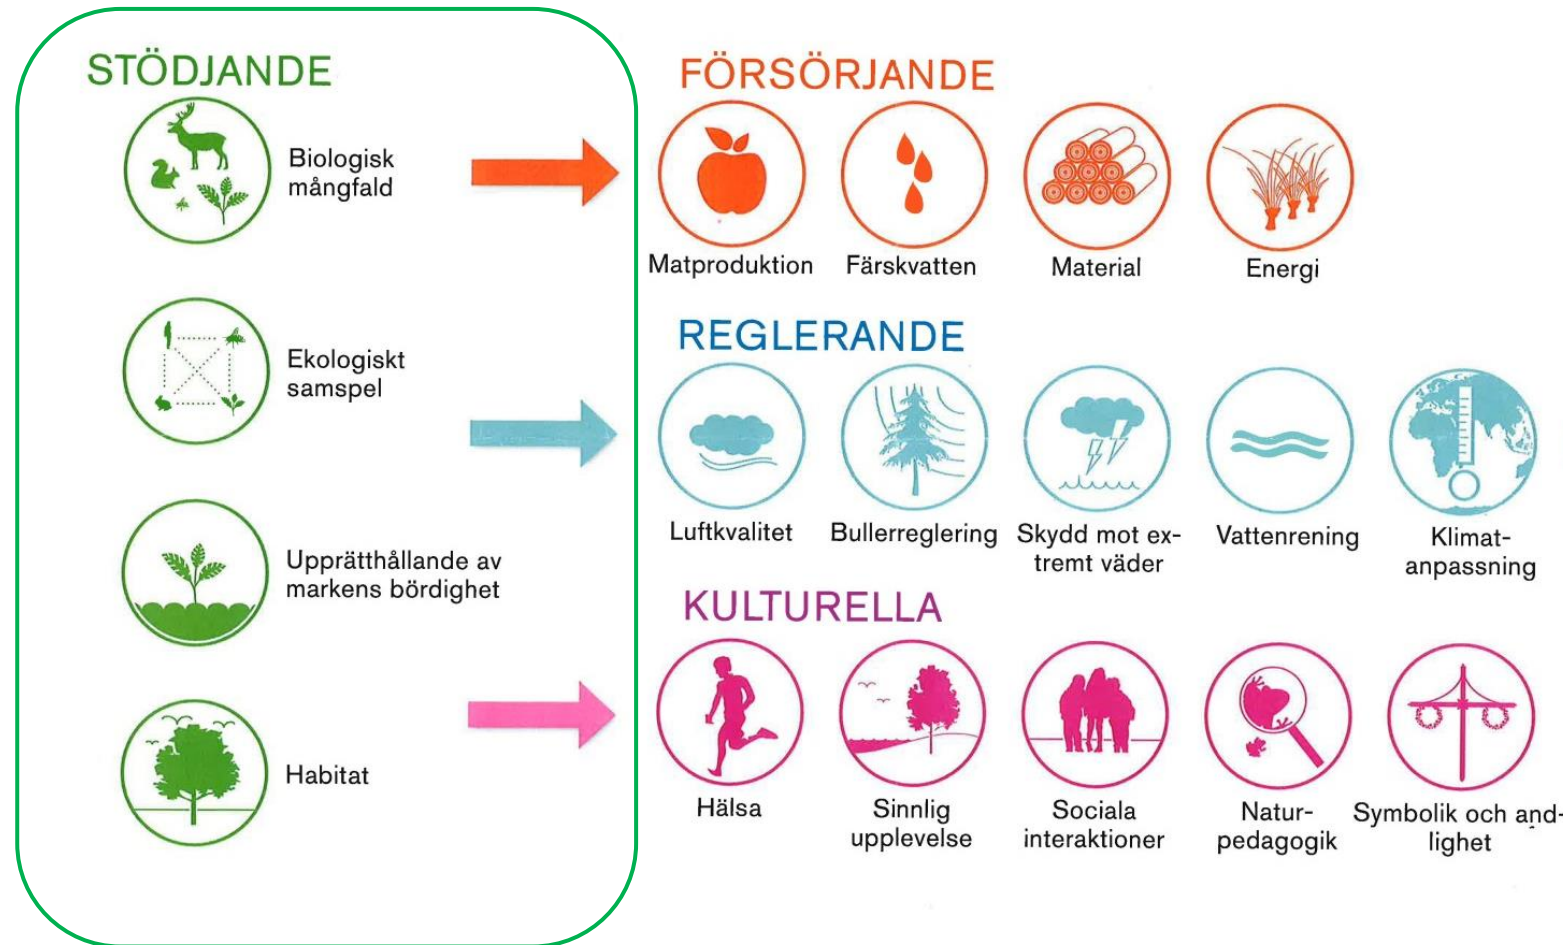 STÖDJANDE
Biologisk
mångfald
Ekologiskt
samspel
Upprätthållande av
markens bördighet
Habitat
FÖRSÖRJANDE
Matproduktion
Färskvatten
Material
Energi
REGLERANDE
Luftkvalitet
Bullerreglering
Skydd mot ex-
tremt väder
Vattenrening
Klimat-
anpassning
KULTURELLA
Hälsa
Sinnlig
upplevelse
Sociala
interaktioner
Natur-
pedagogik
Symbolik och and-
lighet